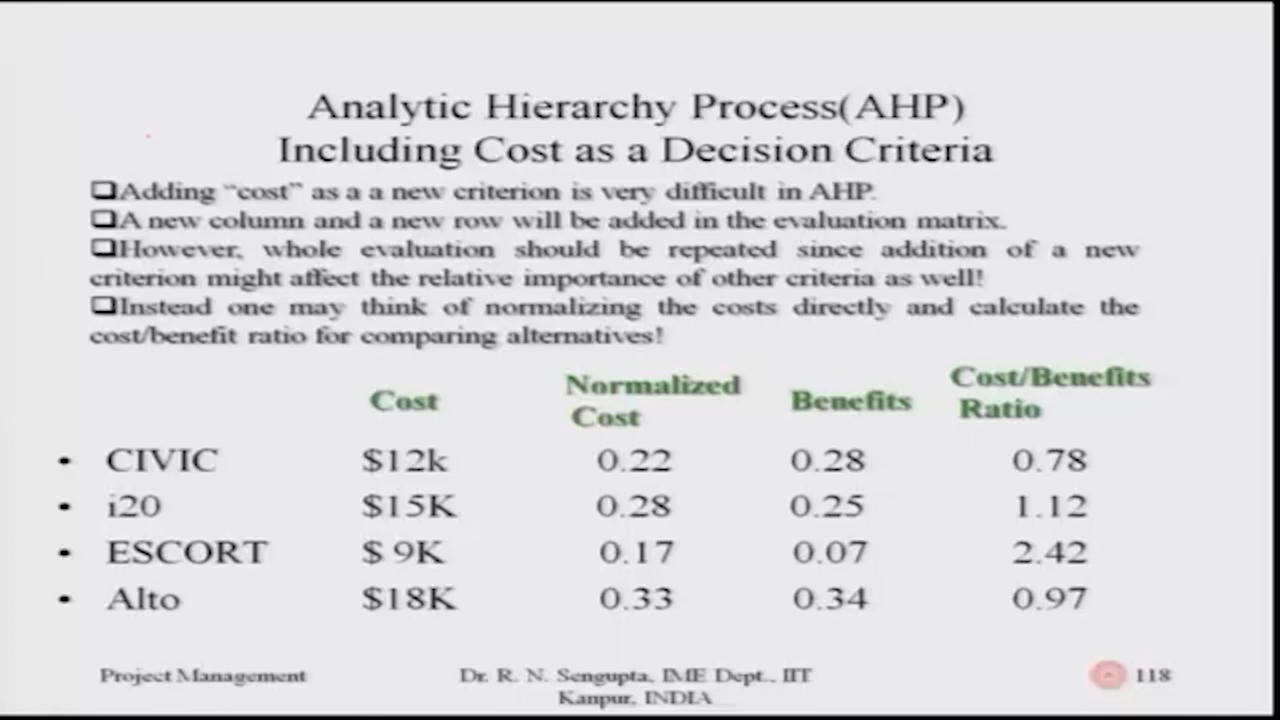 Analytic Hierarchy Process(AHP)
Including Cost as a Decision Criteria
❑Adding “cost” as a a new criterion is very difficult in AHP.
❑A new column and a new row will be added in the evaluation matrix.
❑However, whole evaluation should be repeated since addition of a new
criterion might affect the relative importance of other criteria as well!
❑Instead one may think of normalizing the costs directly and calculate the
cost/benefit ratio for comparing alternatives!
Cost Normalized Cost Benefits Cost/Benefits Ratio
• CIVIC $12k 0.22 0.28 0.78
• i20 $15K 0.28 0.25 1.12
• ESCORT $ 9K 0.17 0.07 2.42
• Alto $18K 0.33 0.34 0.97
Project Management Dr. R. N. Sengupta, IME Dept., IIT Kanpur, INDIA 118